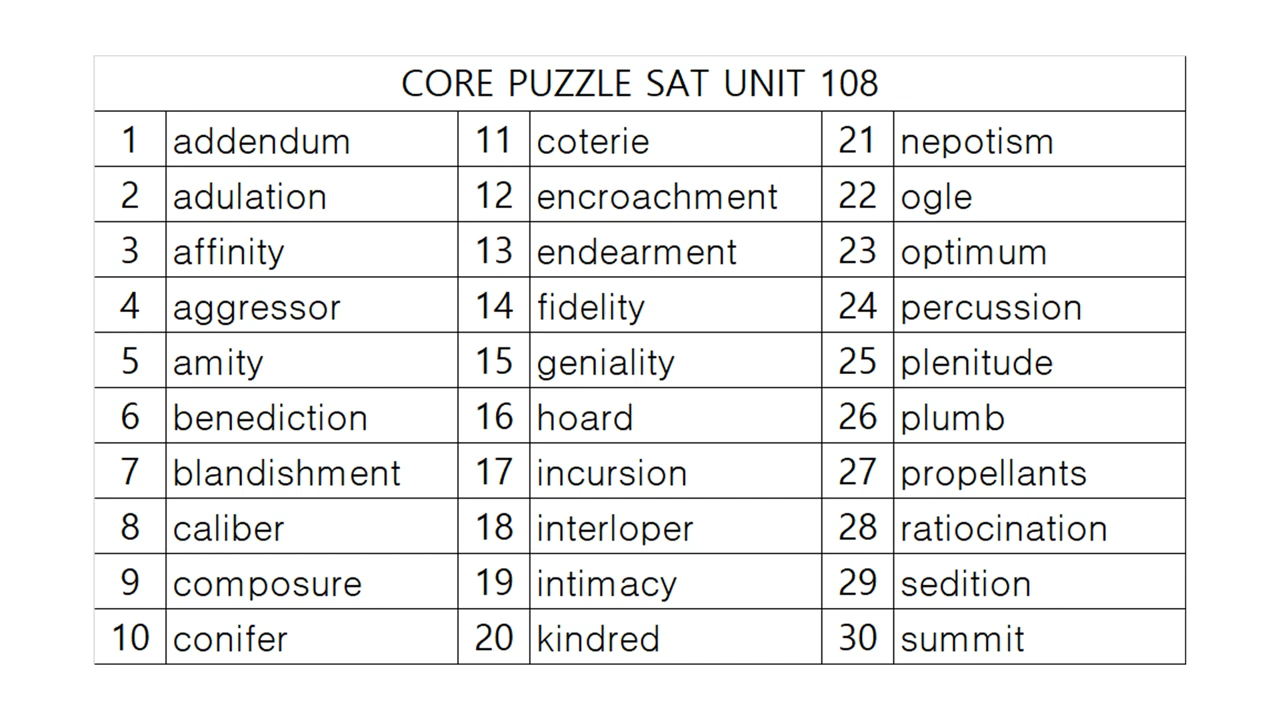 CORE PUZZLE SAT UNIT 108
1 addendum 11 coterie 21 nepotism
2 adulation 12 encroachment 22 ogle
3 affinity 13 endearment 23 optimum
4 aggressor 14 fidelity 24 percussion
5 amity 15 geniality 25 plenitude
6 benediction 16 hoard 26 plumb
7 blandishment 17 incursion 27 propellants
8 caliber 18 interloper 28 ratiocination
9 composure 19 intimacy 29 sedition
10 conifer 20 kindred 30 summit